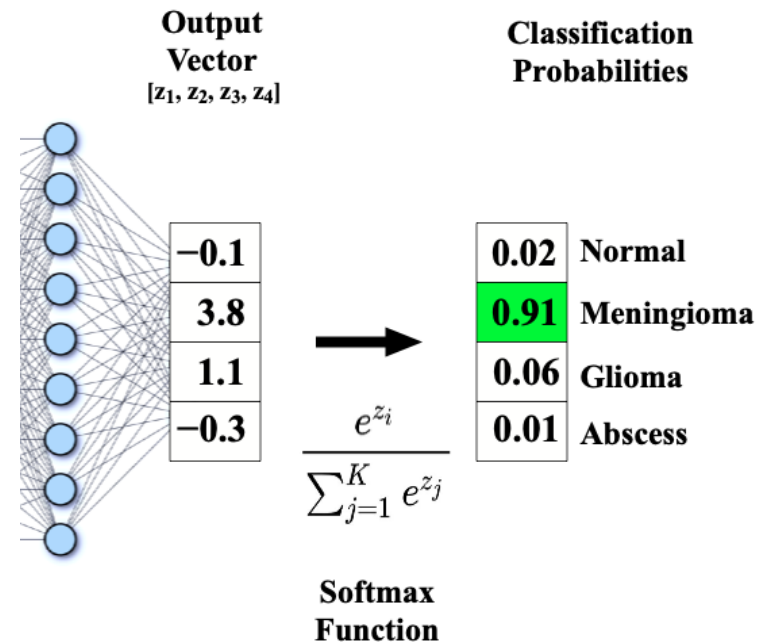 Output
Vector
[z₁, z₂, z₃, z₄]
Classification
Probabilities
−0.1
3.8
1.1
−0.3
0.02 Normal
0.91 Meningioma
0.06 Glioma
0.01 Abscess
e^{z_i}
∑_{j=1}^{K} e^{z_j}
Softmax
Function